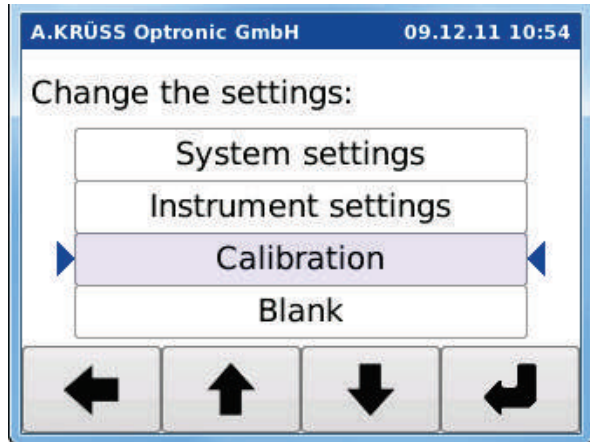 A.KRÜSS Optronic GmbH 09.12.11 10:54
Change the settings:
System settings
Instrument settings
Calibration
Blank